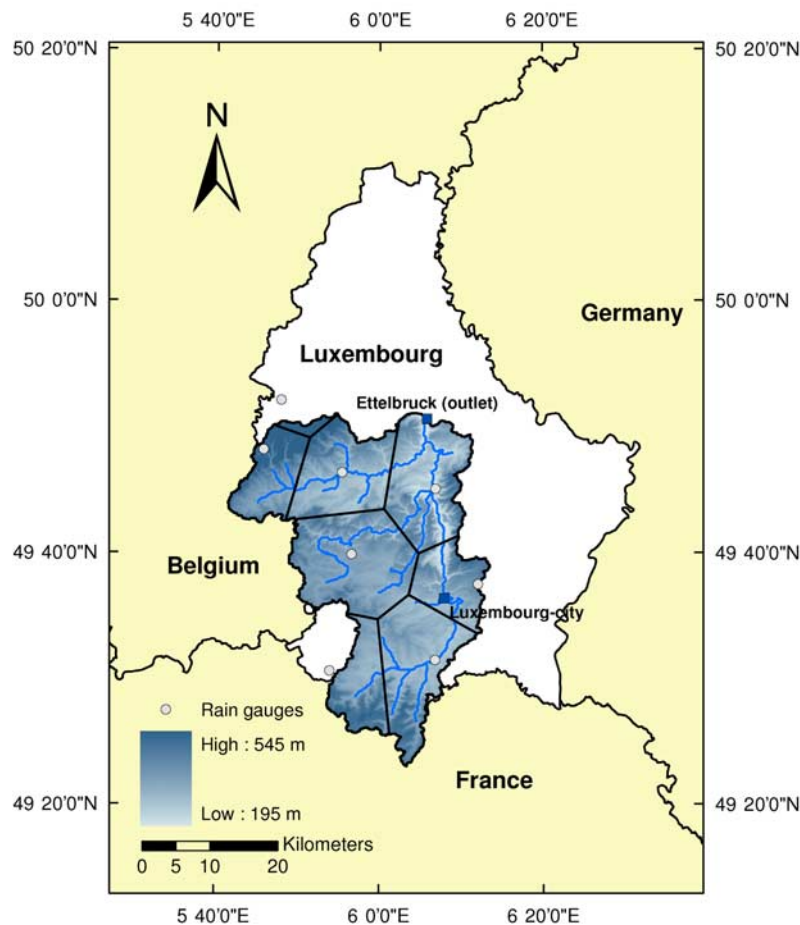 5 40'0"E 6 0'0"E 6 20'0"E
50 20'0"N 50 20'0"N
N
50 0'0"N 50 0'0"N
Germany
Luxembourg
Ettelbruck (outlet)
49 40'0"N 49 40'0"N
Belgium
Luxembourg-city
Rain gauges
High : 545 m
France
49 20'0"N 49 20'0"N
Low : 195 m
Kilometers
0 5 10 20
5 40'0"E 6 0'0"E 6 20'0"E